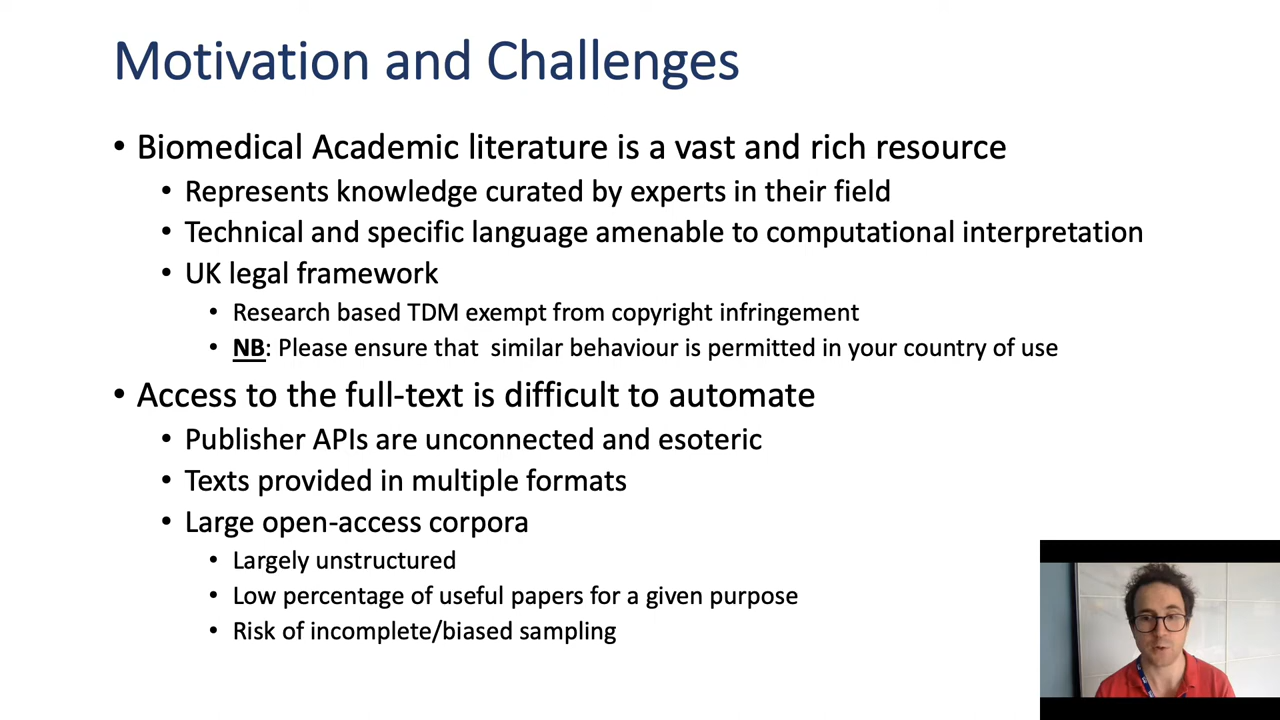 Motivation and Challenges
• Biomedical Academic literature is a vast and rich resource
• Represents knowledge curated by experts in their field
• Technical and specific language amenable to computational interpretation
• UK legal framework
• Research based TDM exempt from copyright infringement
• NB: Please ensure that  similar behaviour is permitted in your country of use
• Access to the full-text is difficult to automate
• Publisher APIs are unconnected and esoteric
• Texts provided in multiple formats
• Large open-access corpora
• Largely unstructured
• Low percentage of useful papers for a given purpose
• Risk of incomplete/biased sampling